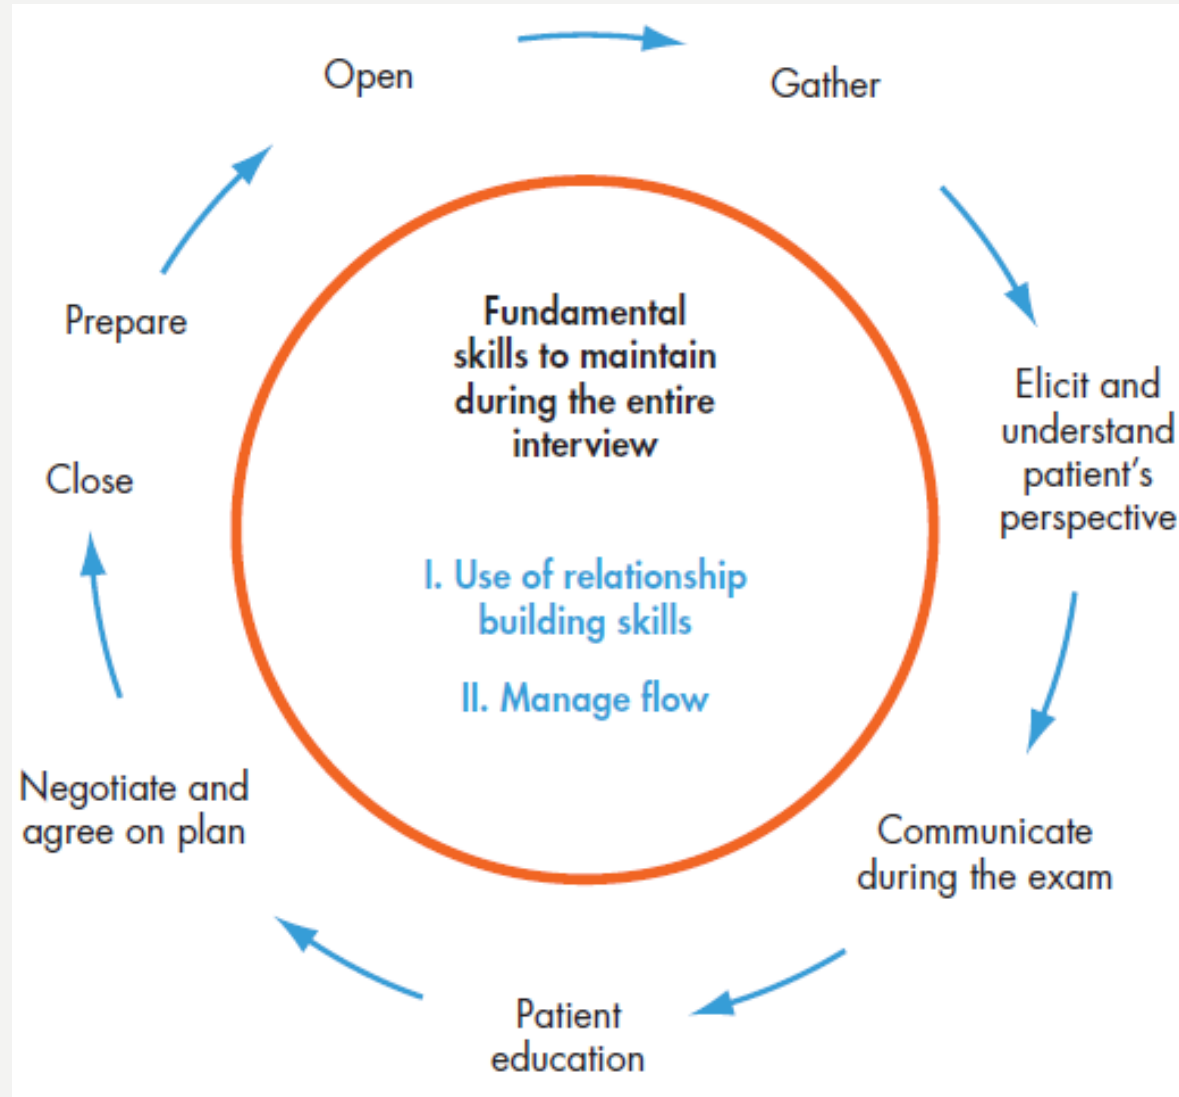 Open
Gather
Prepare
Fundamental
skills to maintain
during the entire
interview
Elicit and
understand
patient's
perspective
Close
I. Use of relationship
building skills
II. Manage flow
Negotiate and
agree on plan
Communicate
during the exam
Patient
education